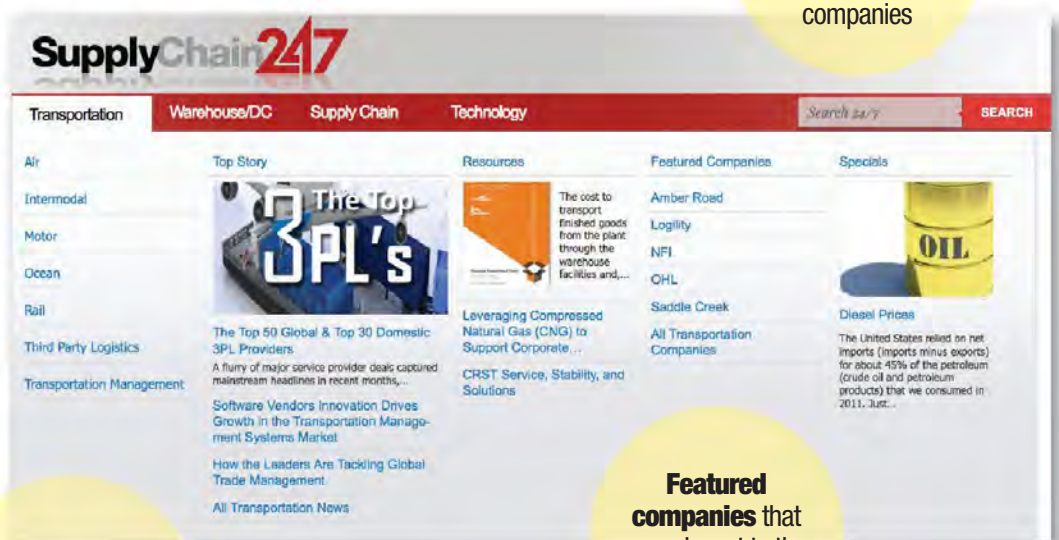 companies
SupplyChain247
Transportation
Warehouse/DC
Supply Chain
Technology
Search 24/7
SEARCH
Air
Intermodal
Motor
Ocean
Rail
Third Party Logistics
Transportation Management
Top Story
The Top
3PL's
The Top 50 Global & Top 30 Domestic
3PL Providers
A flurry of major service provider deals captured
mainstream headlines in recent months,...
Software Vendors Innovation Drives
Growth in the Transportation Manage-
ment Systems Market
How the Leaders Are Tackling Global
Trade Management
All Transportation News
Resources
The cost to
transport
finished goods
from the plant
through the
warehouse
facilities and,...
Leveraging Compressed
Natural Gas (CNG) to
Support Corporate...
CRST Service, Stability, and
Solutions
Featured Companies
Amber Road
Logility
NFI
OHL
Saddle Creek
All Transportation
Companies
Specials
OIL
Diesel Prices
The United States relied on net
imports (imports minus exports)
for about 45% of the petroleum
(crude oil and petroleum
products) that we consumed in
2011. Just...
Featured
companies that